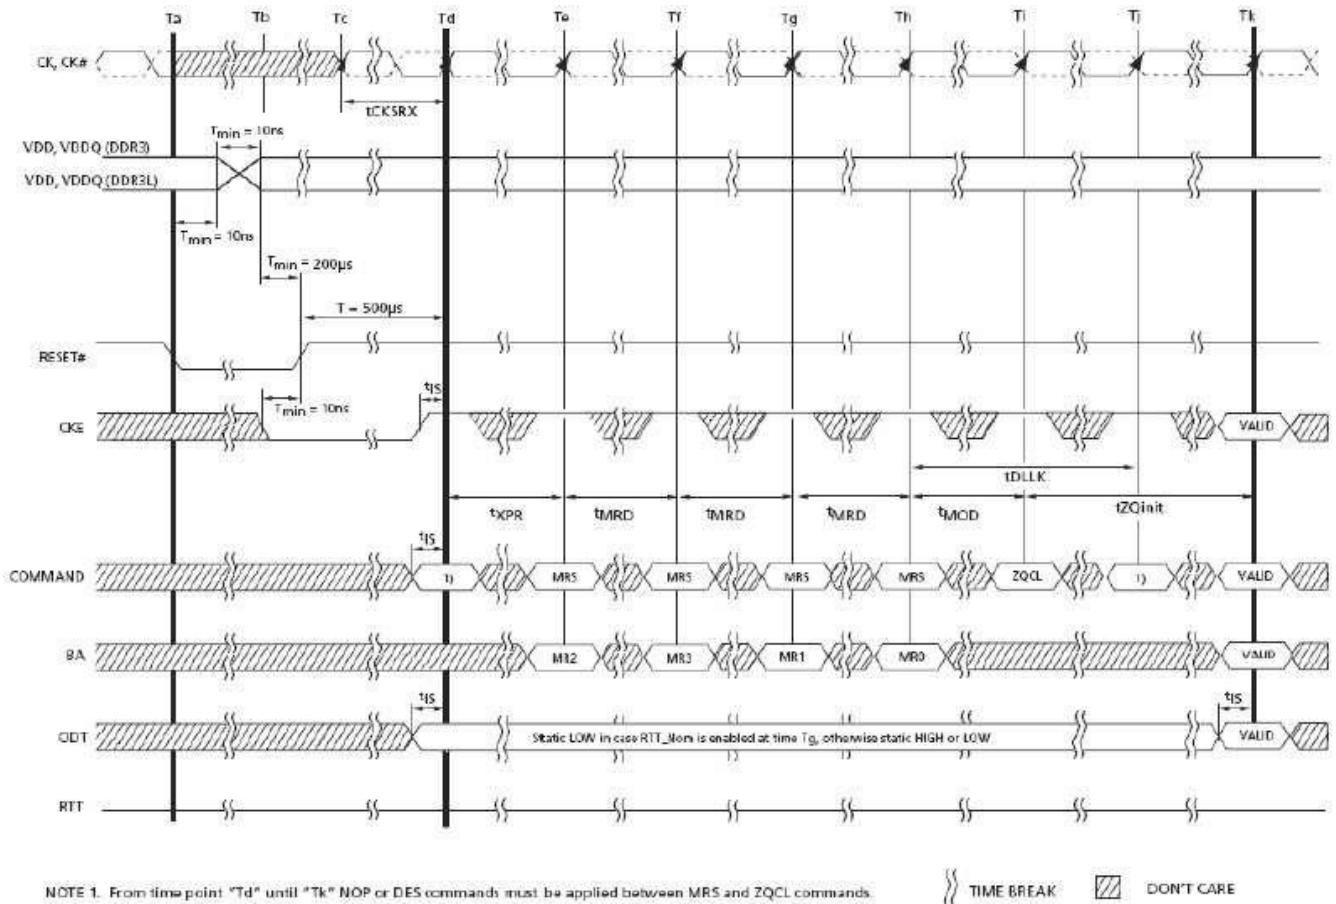 Ta Tb Tc Td Te Tf Tg Th Ti Tj Tk
CK, CK#
tCKSRX
Tmin = 10ns
VDD, VDDQ (DDR3)
VDD, VDDQ (DDR3L)
Tmin = 10ns
Tmin = 200µs
T = 500µs
RESET#
tIS
Tmin = 10ns
CKE
VALID
tDLLK
tXPR tMRD tMRD tMRD tMOD tZQinit
tIS
COMMAND 1) MRS MRS MRS MRS ZQCL 1) VALID
BA MR2 MR3 MR1 MR0 VALID
tIS tIS
ODT Static LOW in case RTT_Nom is enabled at time Tg, otherwise static HIGH or LOW VALID
RTT
NOTE 1. From time point "Td" until "Tk" NOP or DES commands must be applied between MRS and ZQCL commands.
TIME BREAK DON'T CARE